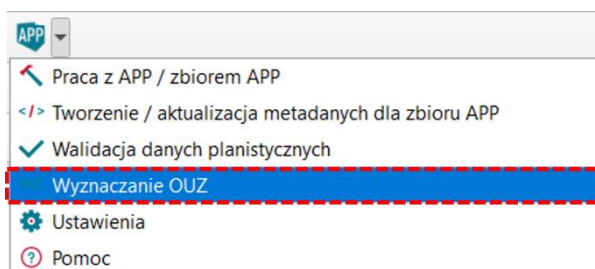 APP
Praca z APP / zbiorem APP
Tworzenie / aktualizacja metadanych dla zbioru APP
Walidacja danych planistycznych
Wyznaczanie OUZ
Ustawienia
Pomoc